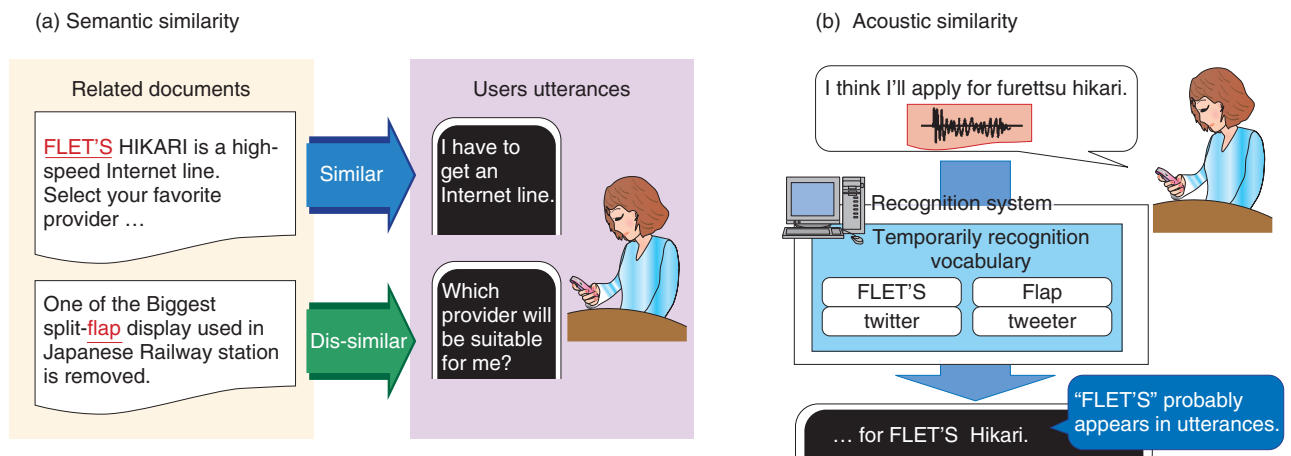 (a) Semantic similarity
Related documents
FLET'S HIKARI is a high-
speed Internet line.
Select your favorite
provider …
Similar
One of the Biggest
split-flap display used in
Japanese Railway station
is removed.
Dis-similar
Users utterances
I have to
get an
Internet line.
Which
provider will
be suitable
for me?
(b) Acoustic similarity
I think I'll apply for furettsu hikari.
Recognition system
Temporarily recognition
vocabulary
FLET'S
Flap
twitter
tweeter
… for FLET'S Hikari.
“FLET'S” probably
appears in utterances.